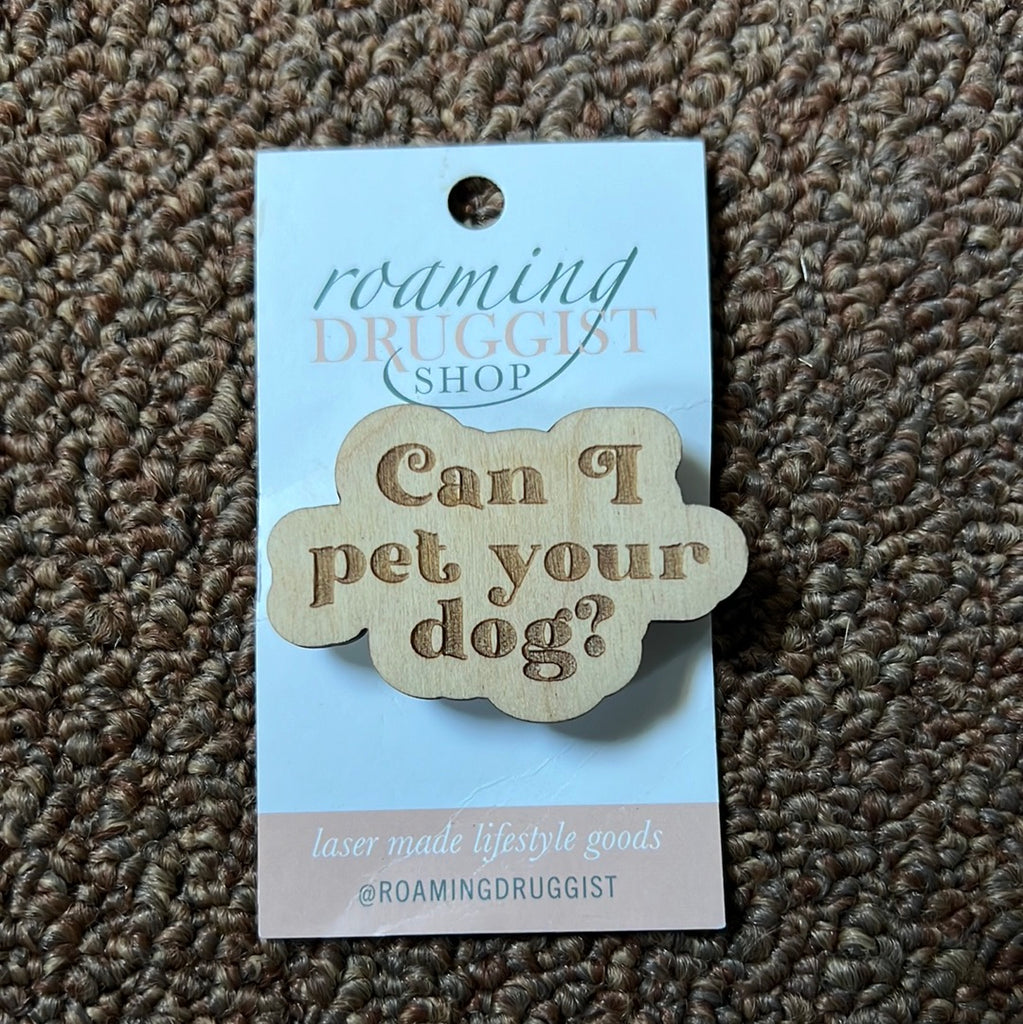 roaming
DRUGGIST
SHOP
Can I
pet your
dog?
laser made lifestyle goods
@ROAMINGDRUGGIST